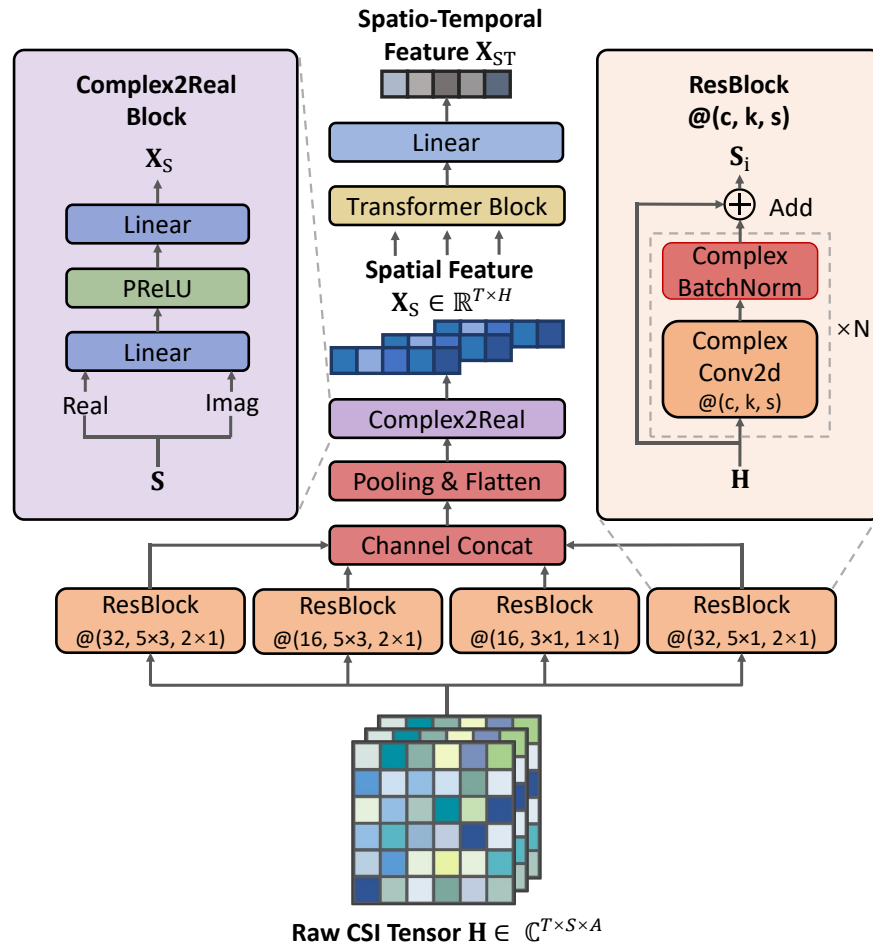 Spatio-Temporal
Feature X_ST
Linear
Transformer Block
Spatial Feature
X_S ∈ ℝ^{T×H}
Complex2Real
Pooling & Flatten
Channel Concat
Complex2Real
Block
X_S
Linear
PReLU
Linear
Real
Imag
S
ResBlock
@(c, k, s)
S_i
Add
Complex
BatchNorm
×N
Complex
Conv2d
@(c, k, s)
H
ResBlock
@(32, 5×3, 2×1)
ResBlock
@(16, 5×3, 2×1)
ResBlock
@(16, 3×1, 1×1)
ResBlock
@(32, 5×1, 2×1)
Raw CSI Tensor H ∈ ℂ^{T×S×A}